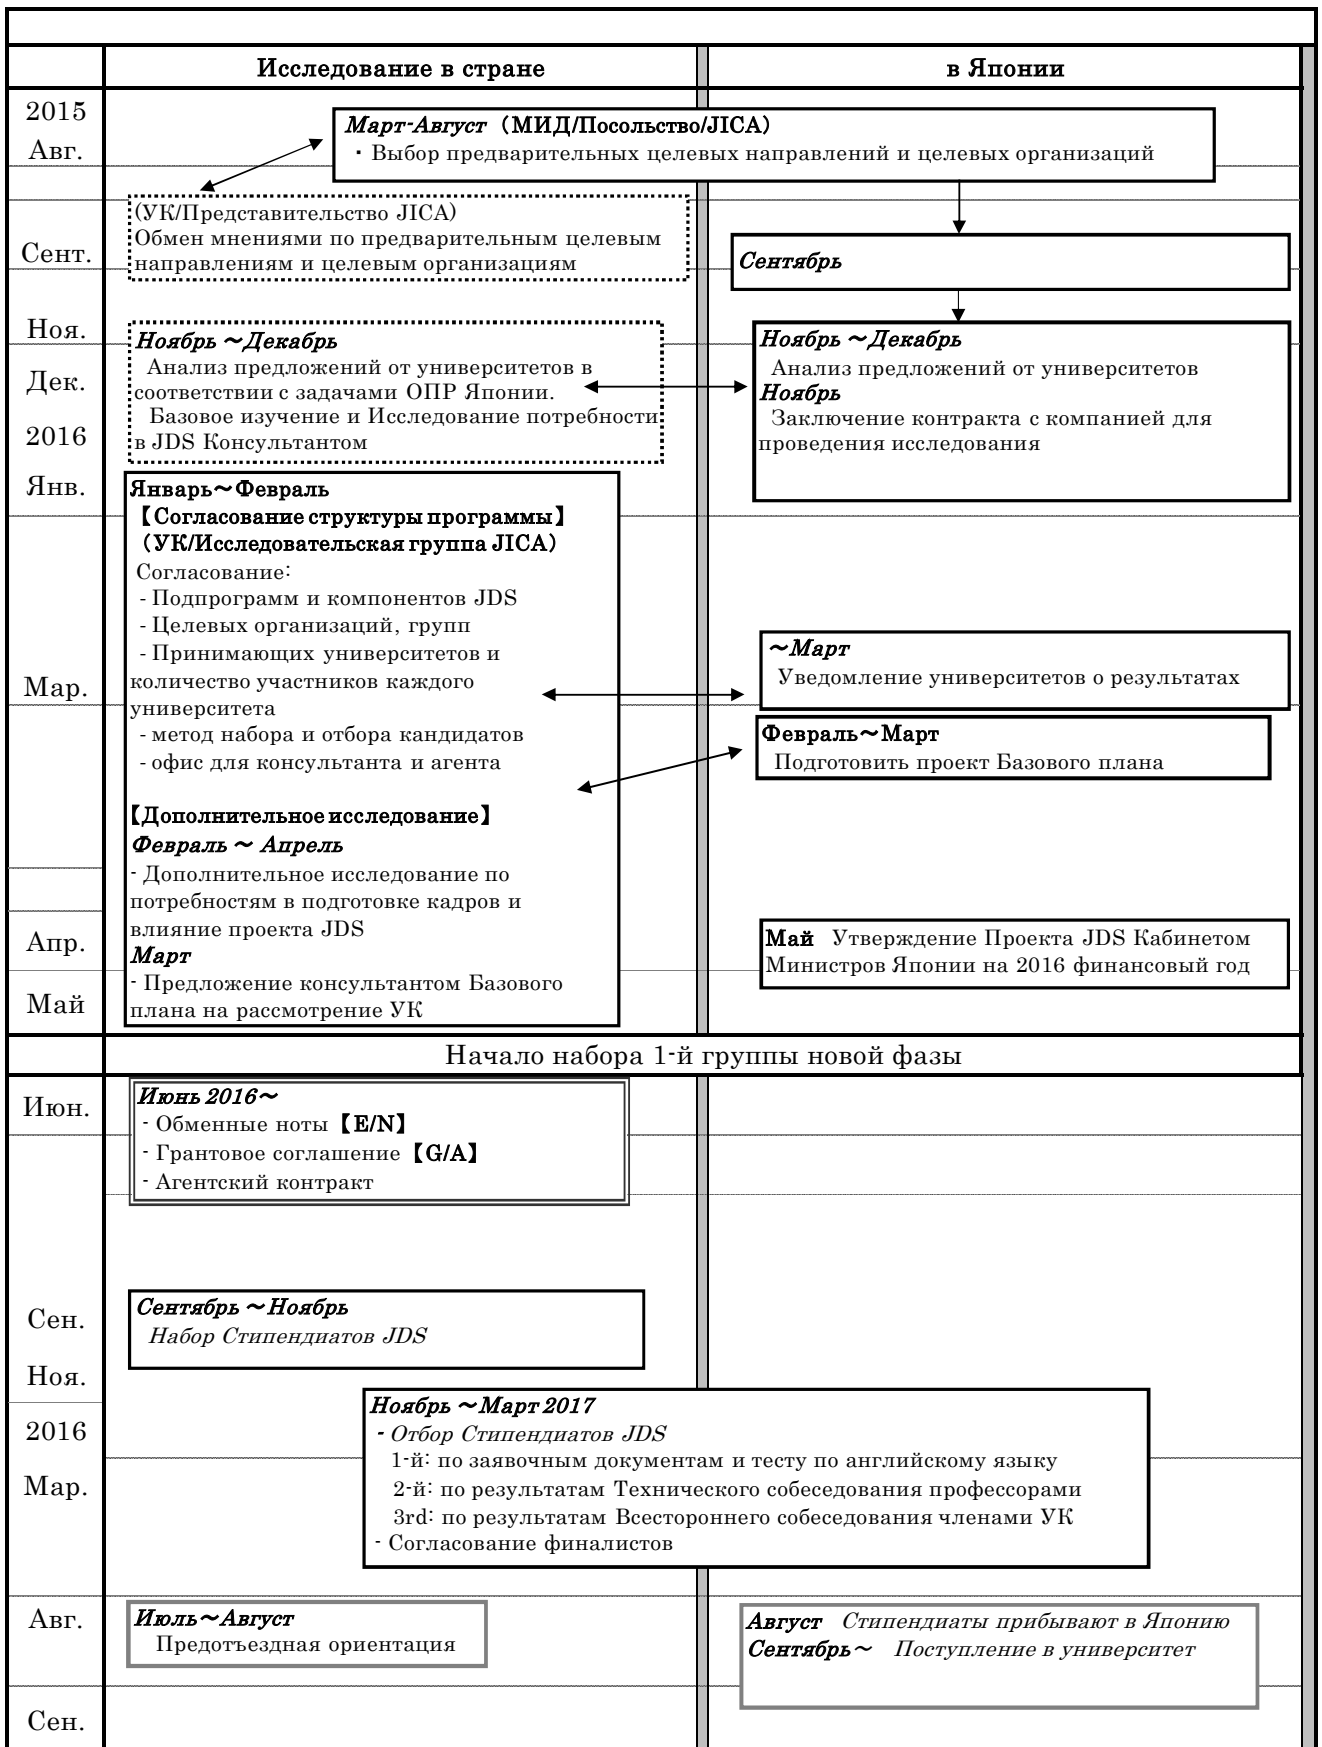 Исследование в стране
в Японии
2015
Авг.
Март-Август（МИД/Посольство/JICA）
・Выбор предварительных целевых направлений и целевых организаций
(УК/Представительство JICA)
Обмен мнениями по предварительным целевым
направлениям и целевым организациям
Сент.
Сентябрь
Ноя.
Дек.
2016
Янв.
Ноябрь～Декабрь
Анализ предложений от университетов в
соответствии с задачами ОПР Японии.
Базовое изучение и Исследование потребности
в JDS Консультантом
Ноябрь～Декабрь
Анализ предложений от университетов
Ноябрь
Заключение контракта с компанией для
проведения исследования
Январь～Февраль
【Согласование структуры программы】
（УК/Исследовательская группа JICA）
Согласование:
- Подпрограмм и компонентов JDS
- Целевых организаций, групп
- Принимающих университетов и
количество участников каждого
университета
- метод набора и отбора кандидатов
- офис для консультанта и агента
Мар.
～Март
Уведомление университетов о результатах
Февраль～Март
Подготовить проект Базового плана
【Дополнительное исследование】
Февраль ～ Апрель
- Дополнительное исследование по
потребностям в подготовке кадров и
влияние проекта JDS
Март
- Предложение консультантом Базового
плана на рассмотрение УК
Апр.
Май
Май Утверждение Проекта JDS Кабинетом
Министров Японии на 2016 финансовый год
Начало набора 1-й группы новой фазы
Июн.
Июнь 2016～
- Обменные ноты【E/N】
- Грантовое соглашение【G/A】
- Агентский контракт
Сен.
Ноя.
Сентябрь～Ноябрь
Набор Стипендиатов JDS
2016
Мар.
Ноябрь～Март 2017
- Отбор Стипендиатов JDS
1-й: по заявочным документам и тесту по английскому языку
2-й: по результатам Технического собеседования профессорами
3rd: по результатам Всестороннего собеседования членами УК
- Согласование финалистов
Авг.
Июль～Август
Предотъездная ориентация
Август Стипендиаты прибывают в Японию
Сентябрь～ Поступление в университет
Сен.